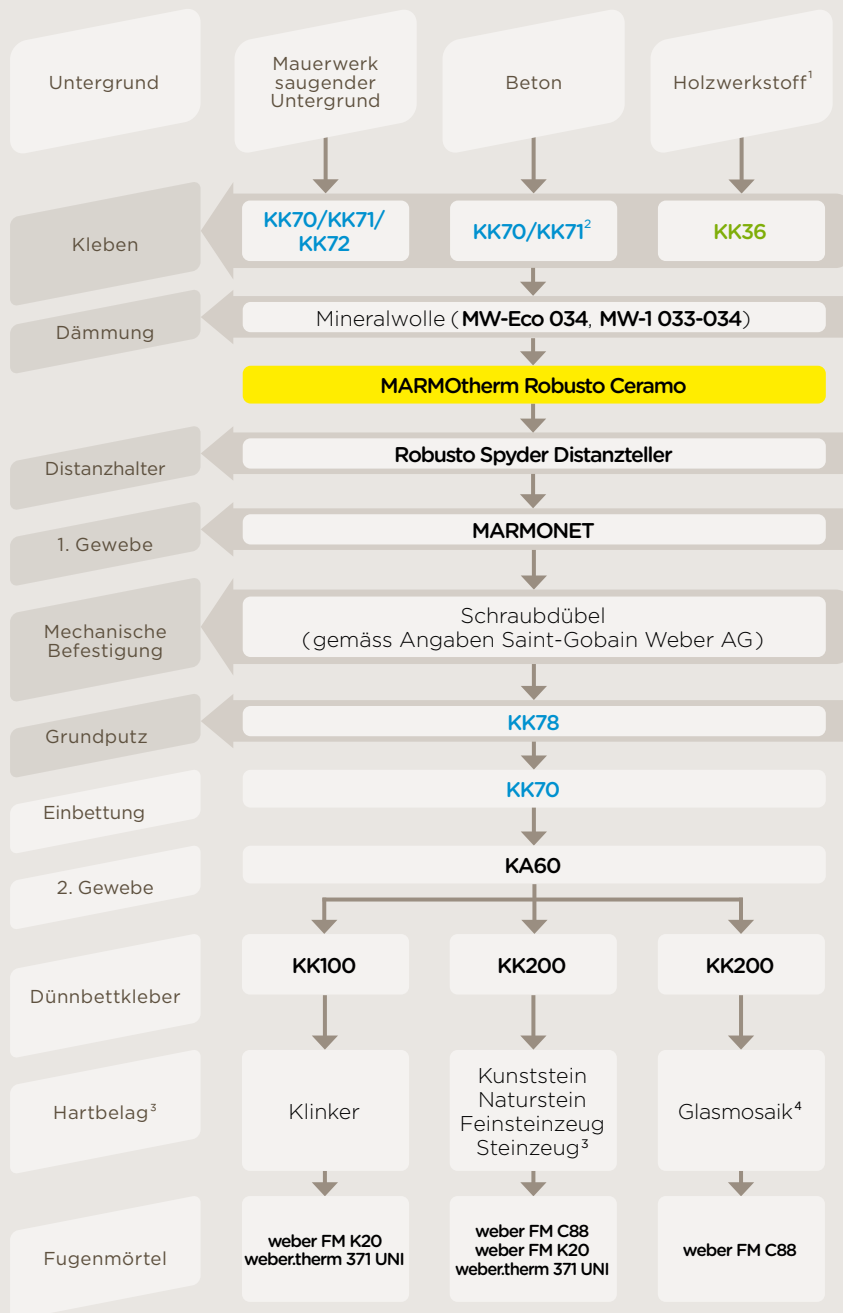 Untergrund
Mauerwerk
saugender
Untergrund
Beton
Holzwerkstoff¹
Kleben
KK70/KK71/
KK72
KK70/KK71²
KK36
Dämmung
Mineralwolle (MW-Eco 034, MW-1 033-034)
MARMOtherm Robusto Ceramo
Distanzhalter
Robusto Spyder Distanzteller
1. Gewebe
MARMONET
Mechanische
Befestigung
Schraubdübel
(gemäss Angaben Saint-Gobain Weber AG)
Grundputz
KK78
Einbettung
KK70
2. Gewebe
KA60
Dünnbettkleber
KK100
KK200
KK200
Hartbelag³
Klinker
Kunststein
Naturstein
Feinsteinzeug
Steinzeug³
Glasmosaik⁴
Fugenmörtel
weber FM K20
weber.therm 371 UNI
weber FM C88
weber FM K20
weber.therm 371 UNI
weber FM C88